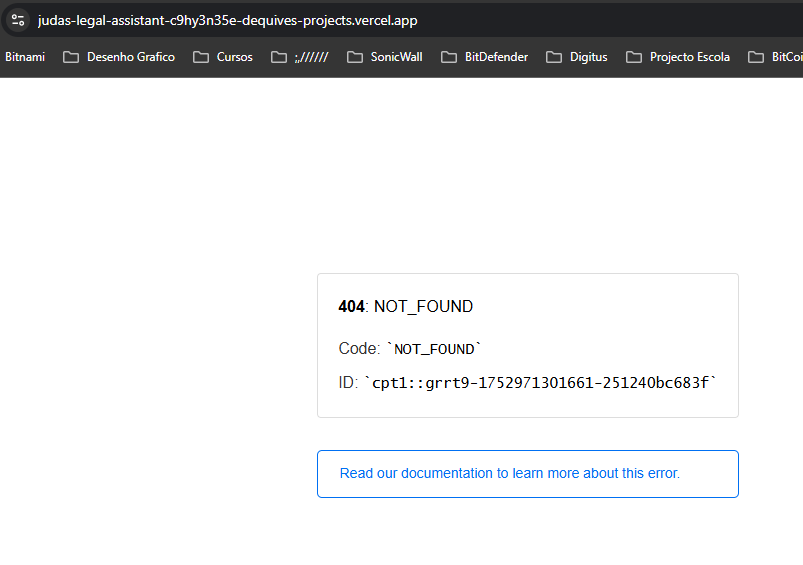 judas-legal-assistant-c9hy3n35e-dequives-projects.vercel.app
Bitnami Desenho Grafico Cursos ;,////// SonicWall BitDefender Digitus Projecto Escola BitCoi
404: NOT_FOUND
Code: `NOT_FOUND`
ID: `cpt1::grrt9-1752971301661-251240bc683f`
Read our documentation to learn more about this error.